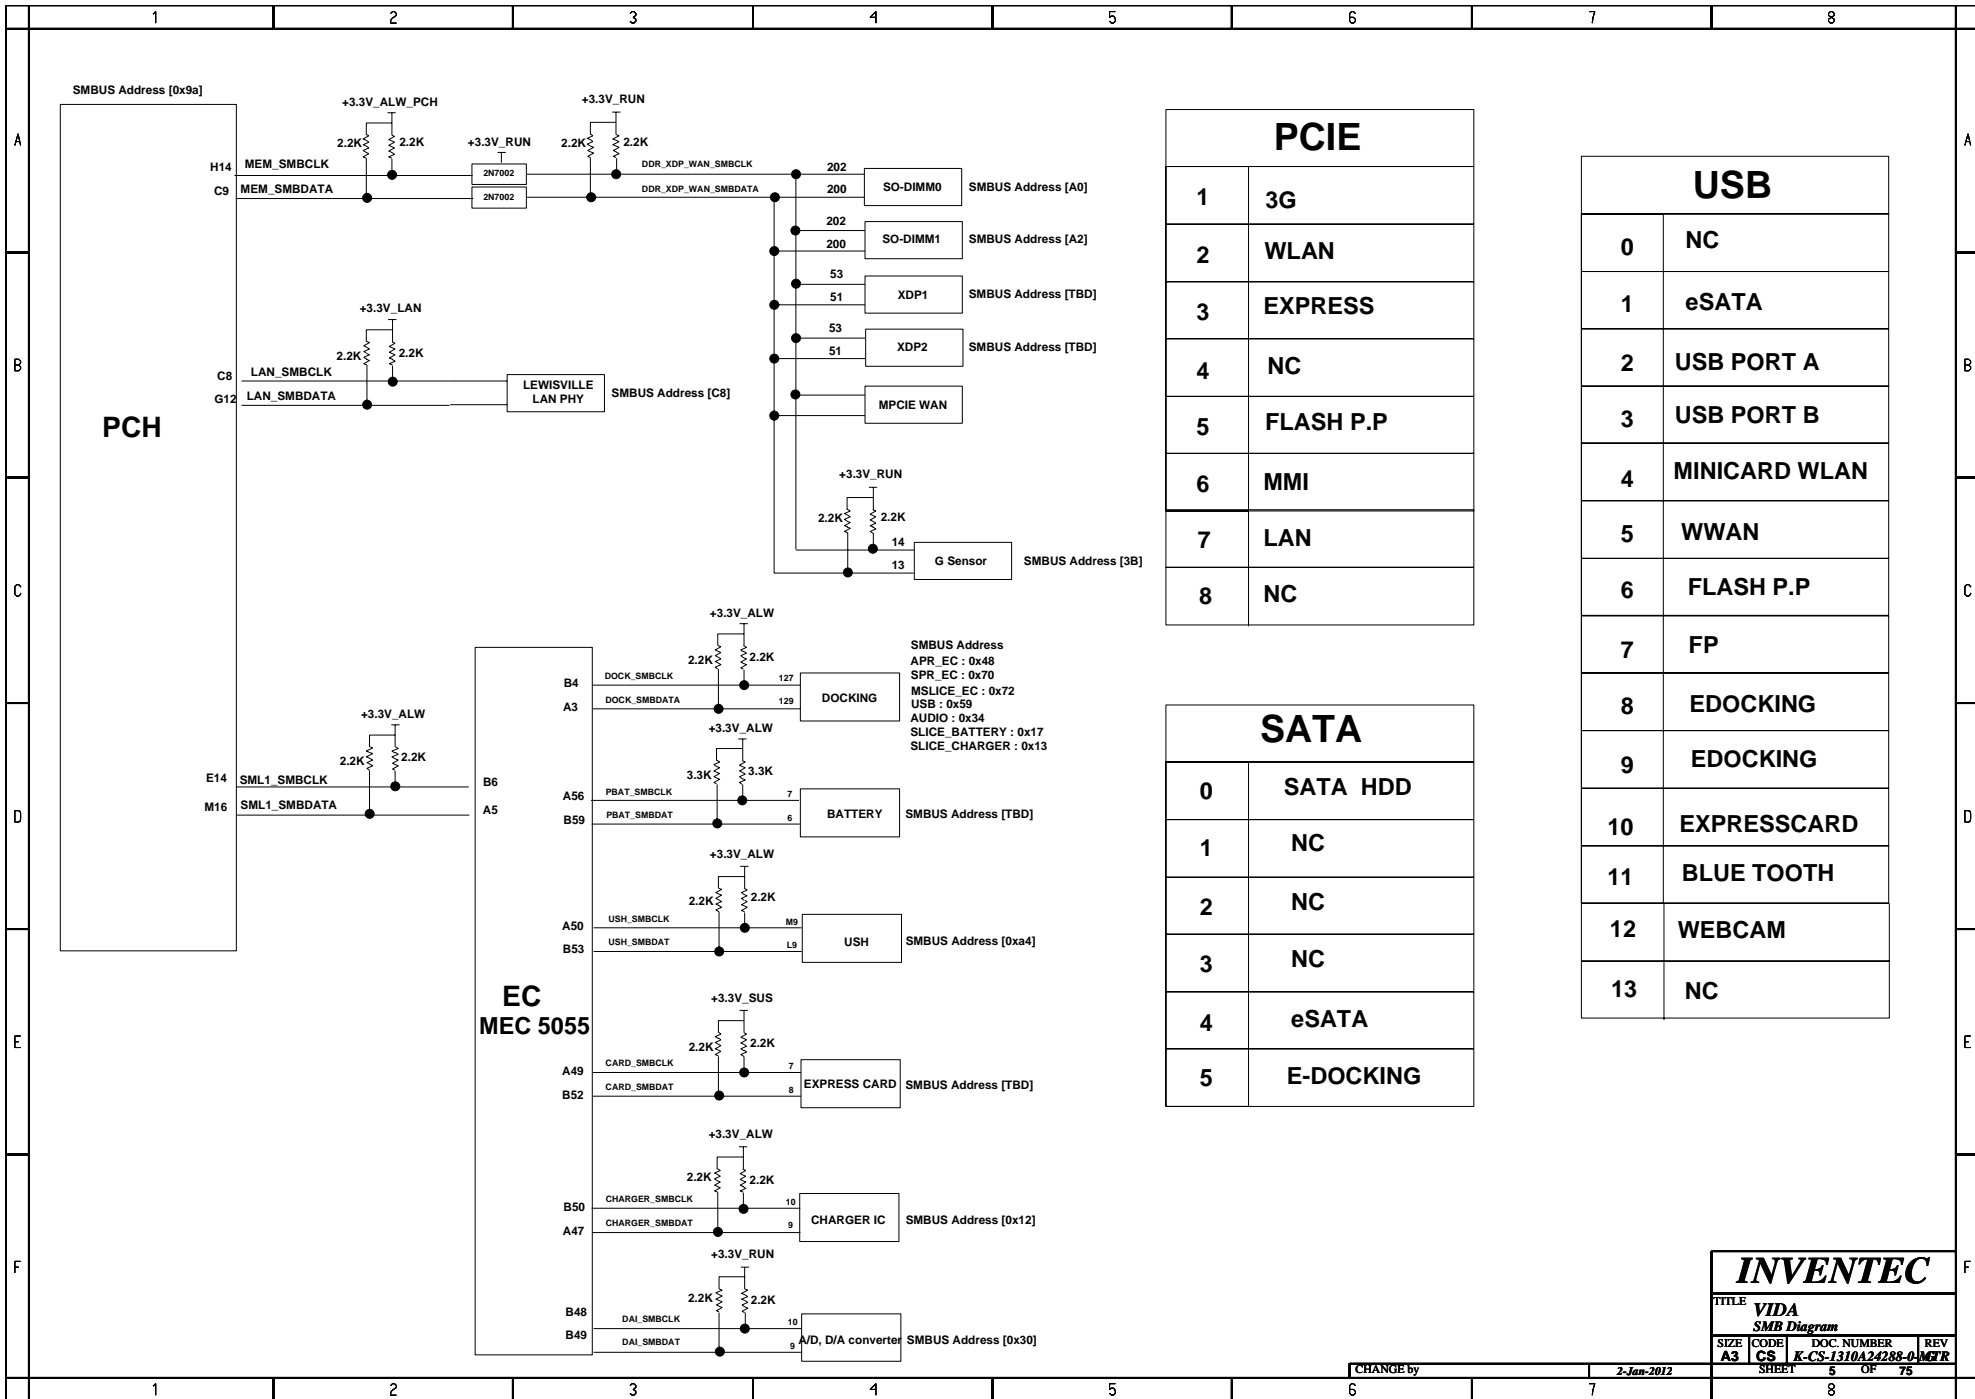 1 2 3 4 5 6 7 8
A
B
C
D
E
F
SMBUS Address [0x9a]
PCH
H14 MEM_SMBCLK
C9 MEM_SMBDATA
+3.3V_ALW_PCH
2.2K 2.2K
+3.3V_RUN
2N7002
2N7002
+3.3V_RUN
2.2K 2.2K
DDR_XDP_WAN_SMBCLK
DDR_XDP_WAN_SMBDATA
202
200
SO-DIMM0
SMBUS Address [A0]
202
200
SO-DIMM1
SMBUS Address [A2]
53
51
XDP1
SMBUS Address [TBD]
53
51
XDP2
SMBUS Address [TBD]
MPCIE WAN
+3.3V_RUN
2.2K 2.2K
14
13
G Sensor
SMBUS Address [3B]
C8 LAN_SMBCLK
G12 LAN_SMBDATA
+3.3V_LAN
2.2K 2.2K
LEWISVILLE
LAN PHY
SMBUS Address [C8]
E14 SML1_SMBCLK
M16 SML1_SMBDATA
+3.3V_ALW
2.2K 2.2K
B6
A5
EC
MEC 5055
+3.3V_ALW
2.2K 2.2K
B4 DOCK_SMBCLK 127
A3 DOCK_SMBDATA 129
DOCKING
SMBUS Address
APR_EC : 0x48
SPR_EC : 0x70
MSLICE_EC : 0x72
USB : 0x59
AUDIO : 0x34
SLICE_BATTERY : 0x17
SLICE_CHARGER : 0x13
+3.3V_ALW
3.3K 3.3K
A56 PBAT_SMBCLK 7
B59 PBAT_SMBDAT 6
BATTERY
SMBUS Address [TBD]
+3.3V_ALW
2.2K 2.2K
A50 USH_SMBCLK M9
B53 USH_SMBDAT L9
USH
SMBUS Address [0xa4]
+3.3V_SUS
2.2K 2.2K
A49 CARD_SMBCLK 7
B52 CARD_SMBDAT 8
EXPRESS CARD
SMBUS Address [TBD]
+3.3V_ALW
2.2K 2.2K
B50 CHARGER_SMBCLK 10
A47 CHARGER_SMBDAT 9
CHARGER IC
SMBUS Address [0x12]
+3.3V_RUN
2.2K 2.2K
B48 DAI_SMBCLK 10
B49 DAI_SMBDAT 9
A/D, D/A converter
SMBUS Address [0x30]
PCIE
1 3G
2 WLAN
3 EXPRESS
4 NC
5 FLASH P.P
6 MMI
7 LAN
8 NC
SATA
0 SATA HDD
1 NC
2 NC
3 NC
4 eSATA
5 E-DOCKING
USB
0 NC
1 eSATA
2 USB PORT A
3 USB PORT B
4 MINICARD WLAN
5 WWAN
6 FLASH P.P
7 FP
8 EDOCKING
9 EDOCKING
10 EXPRESSCARD
11 BLUE TOOTH
12 WEBCAM
13 NC
A
B
C
D
E
F
INVENTEC
TITLE VIDA
SMB Diagram
SIZE CODE DOC. NUMBER REV
A3 CS K-CS-1310A24288-0-MTR
SHEET 5 OF 75
CHANGE by 2-Jan-2012
1 2 3 4 5 6 7 8